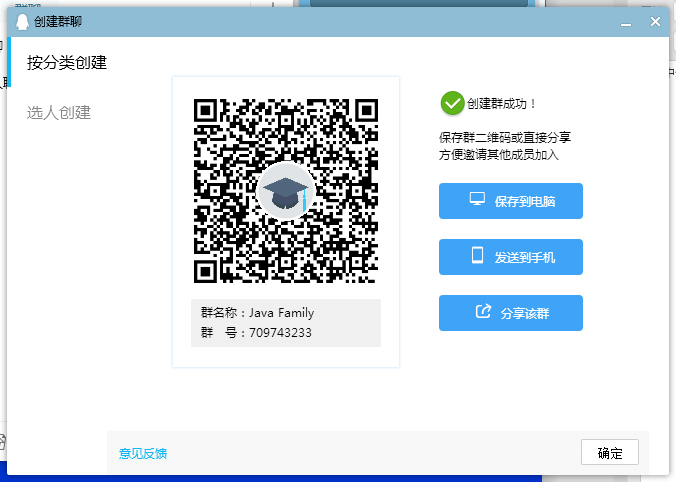 创建群聊
按分类创建
选人创建
群名称：Java Family
群 号：709743233
创建群成功！
保存群二维码或直接分享
方便邀请其他成员加入
保存到电脑
发送到手机
分享该群
意见反馈
确定